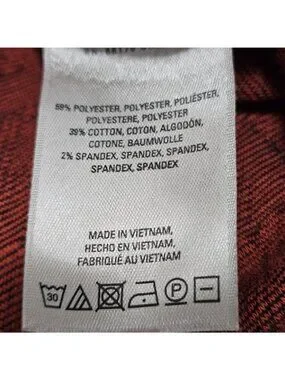 59% POLYESTER, POLYESTER, POLIÉSTER,
POLYESTERE, POLYESTER
39% COTTON, COTON, ALGODÓN,
COTONE, BAUMWOLLE
2% SPANDEX, SPANDEX, SPANDEX,
SPANDEX, SPANDEX
MADE IN VIETNAM,
HECHO EN VIETNAM,
FABRIQUÉ AU VIETNAM
30 P